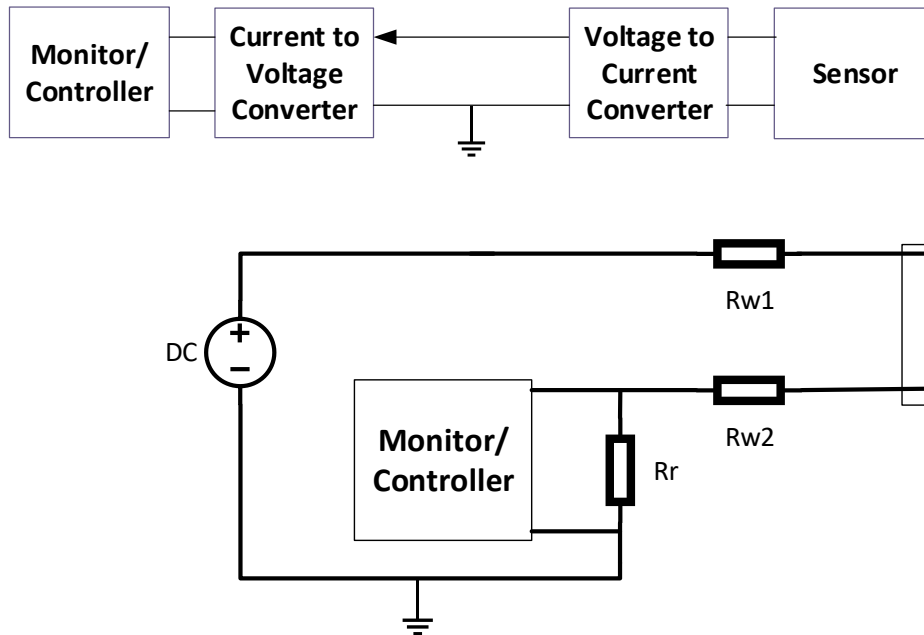 Monitor/
Controller
Current to
Voltage
Converter
Voltage to
Current
Converter
Sensor
Rw1
DC
+
−
Rw2
Monitor/
Controller
Rr